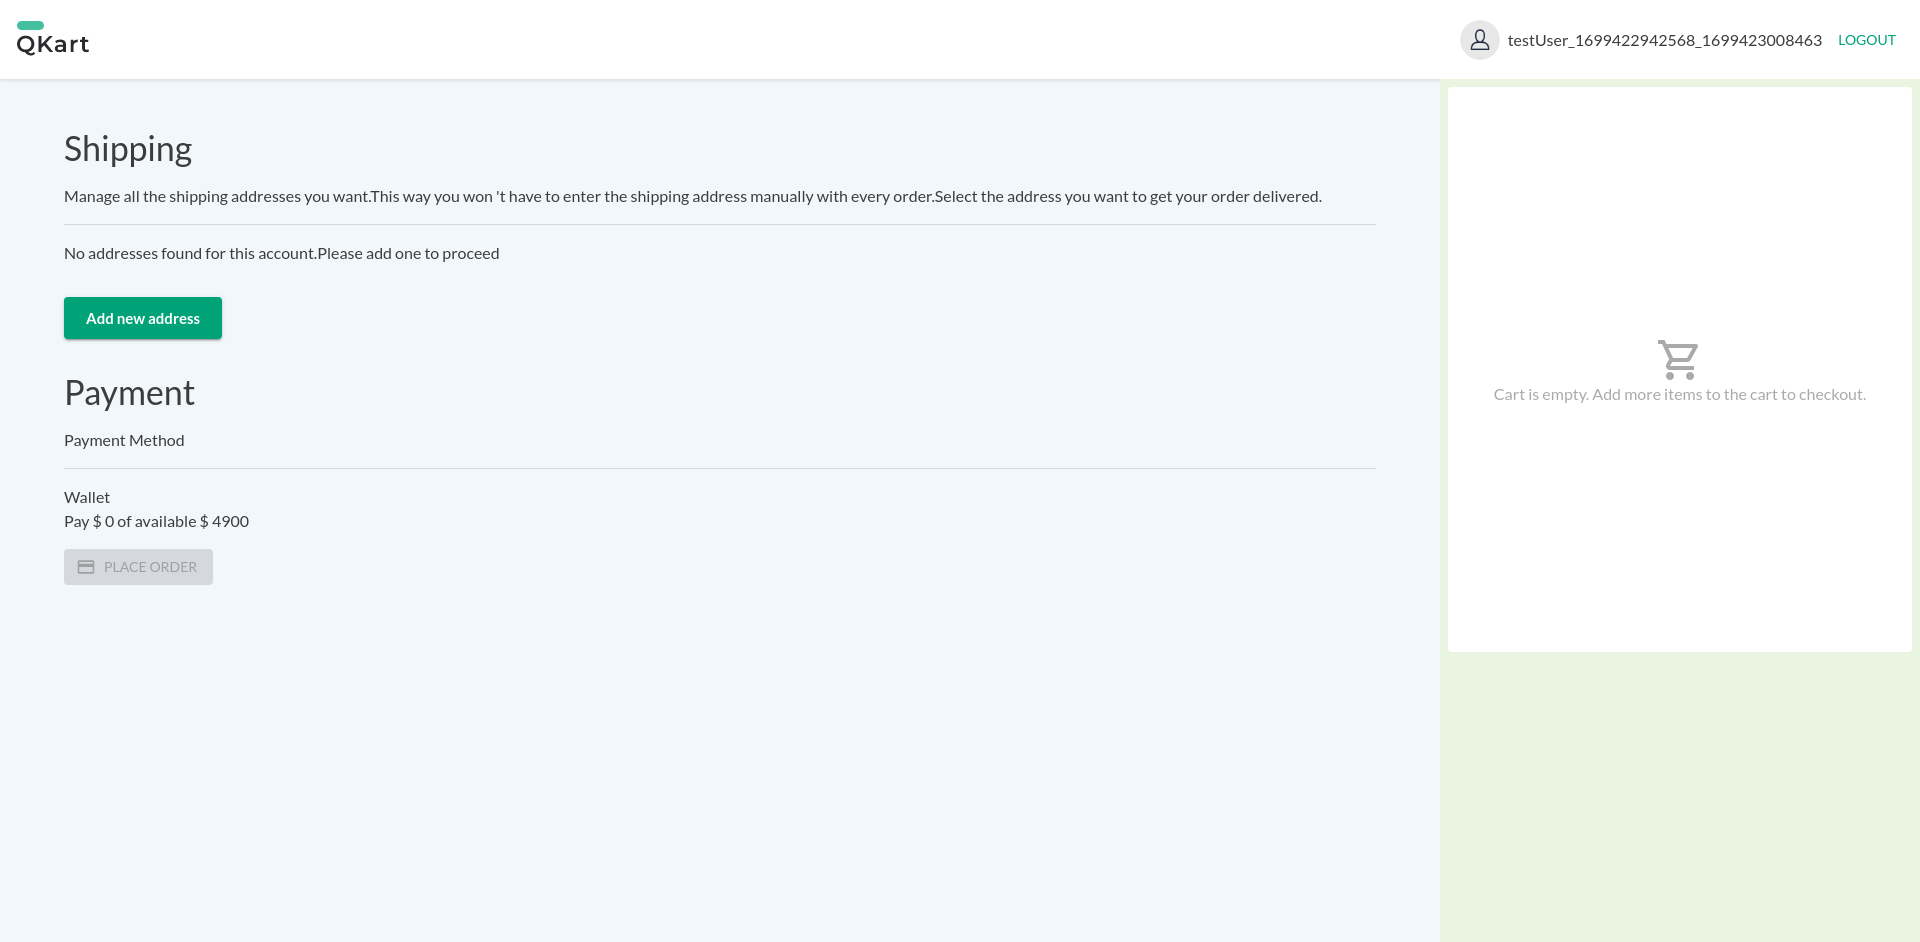 QKart
testUser_1699422942568_1699423008463
LOGOUT
Shipping
Manage all the shipping addresses you want.This way you won 't have to enter the shipping address manually with every order.Select the address you want to get your order delivered.
No addresses found for this account.Please add one to proceed
Add new address
Payment
Payment Method
Wallet
Pay $ 0 of available $ 4900
PLACE ORDER
Cart is empty. Add more items to the cart to checkout.